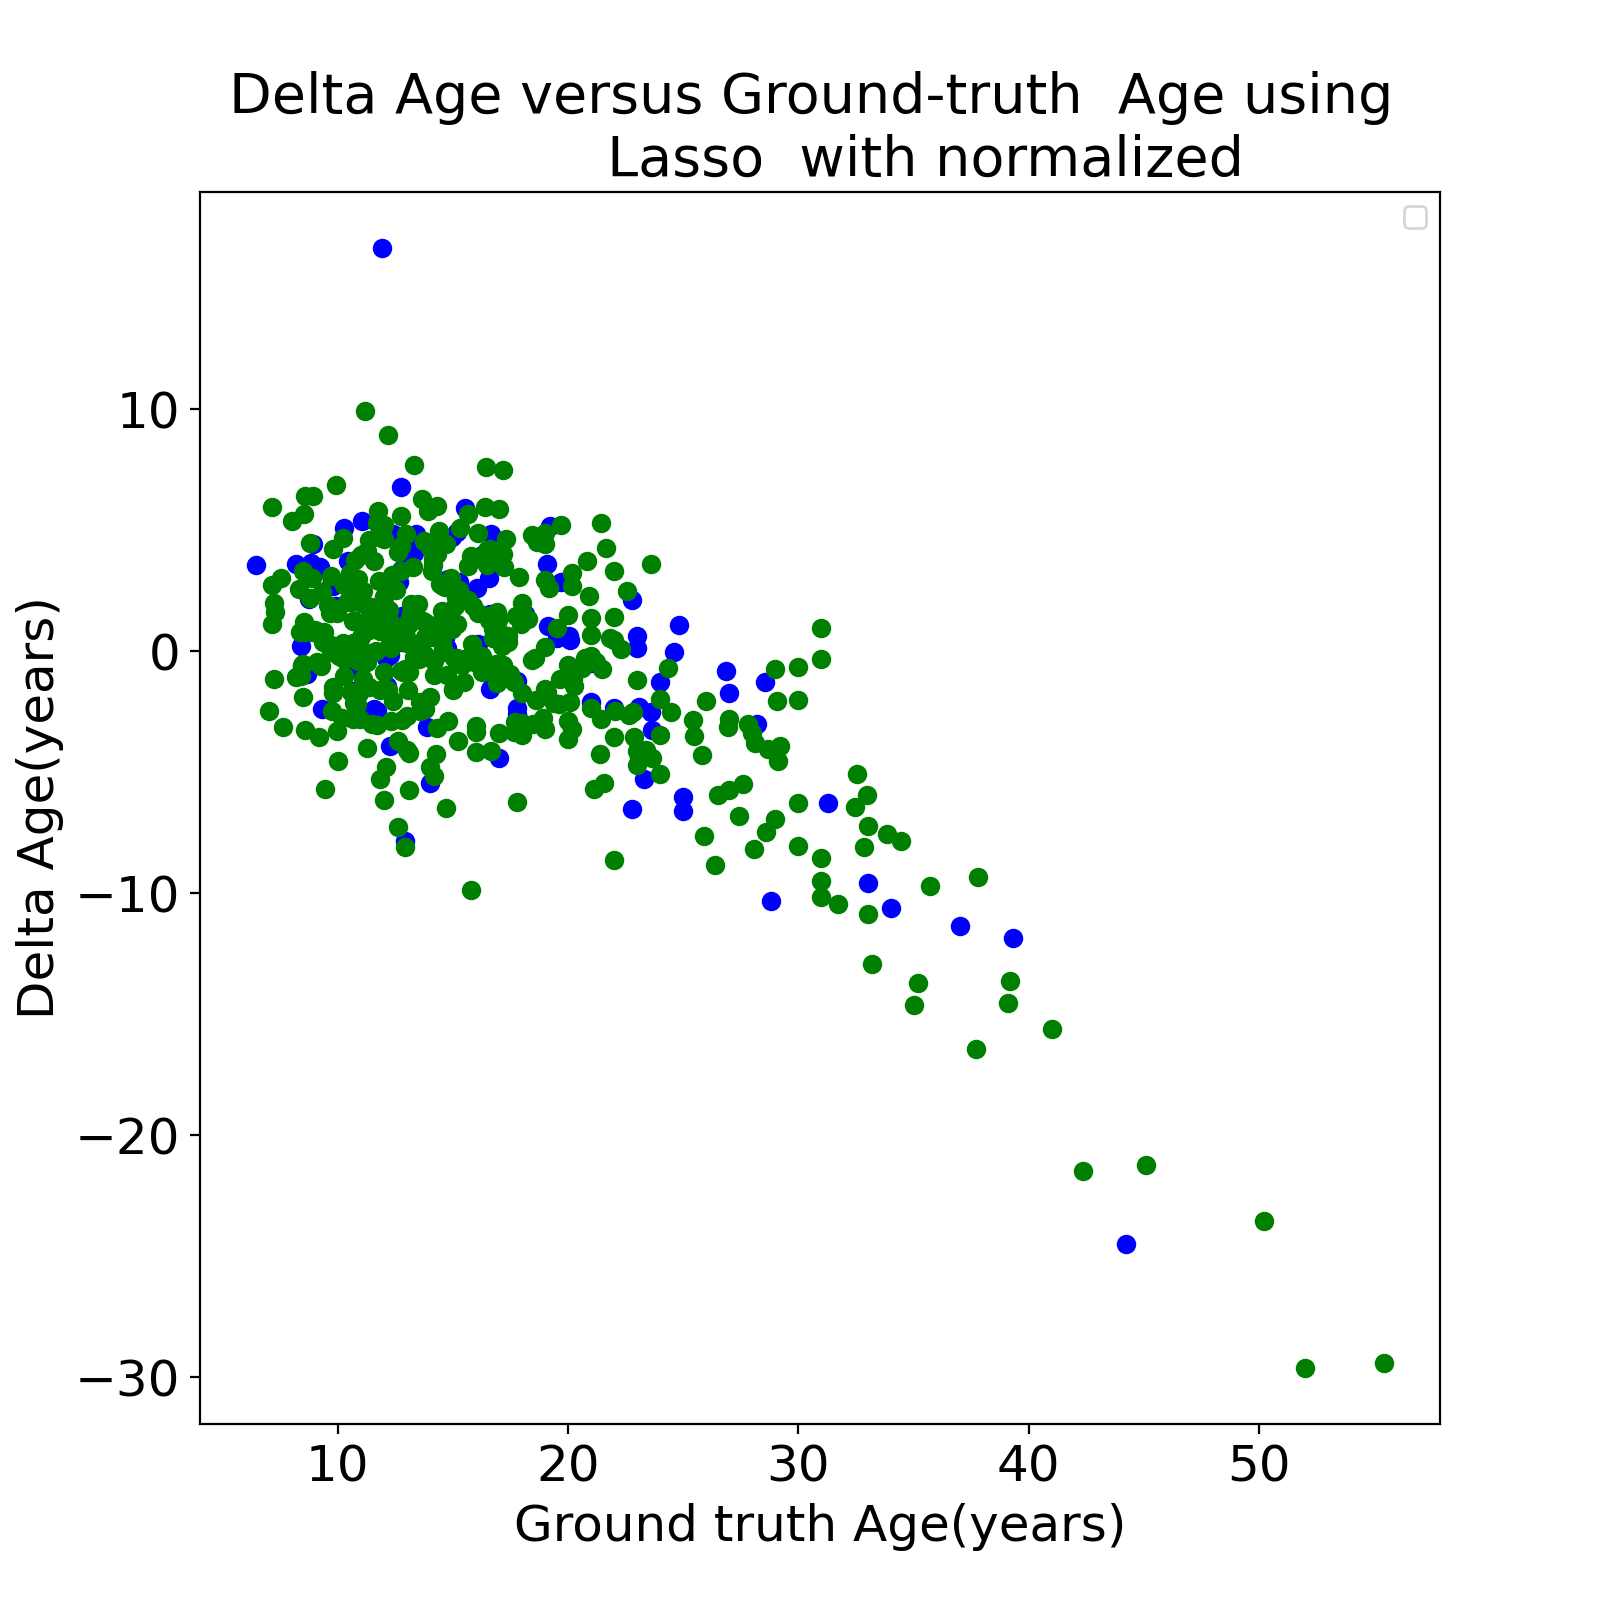 Delta Age versus Ground-truth  Age using
Lasso  with normalized
10
0
−10
−20
−30
Delta Age(years)
10 20 30 40 50
Ground truth Age(years)